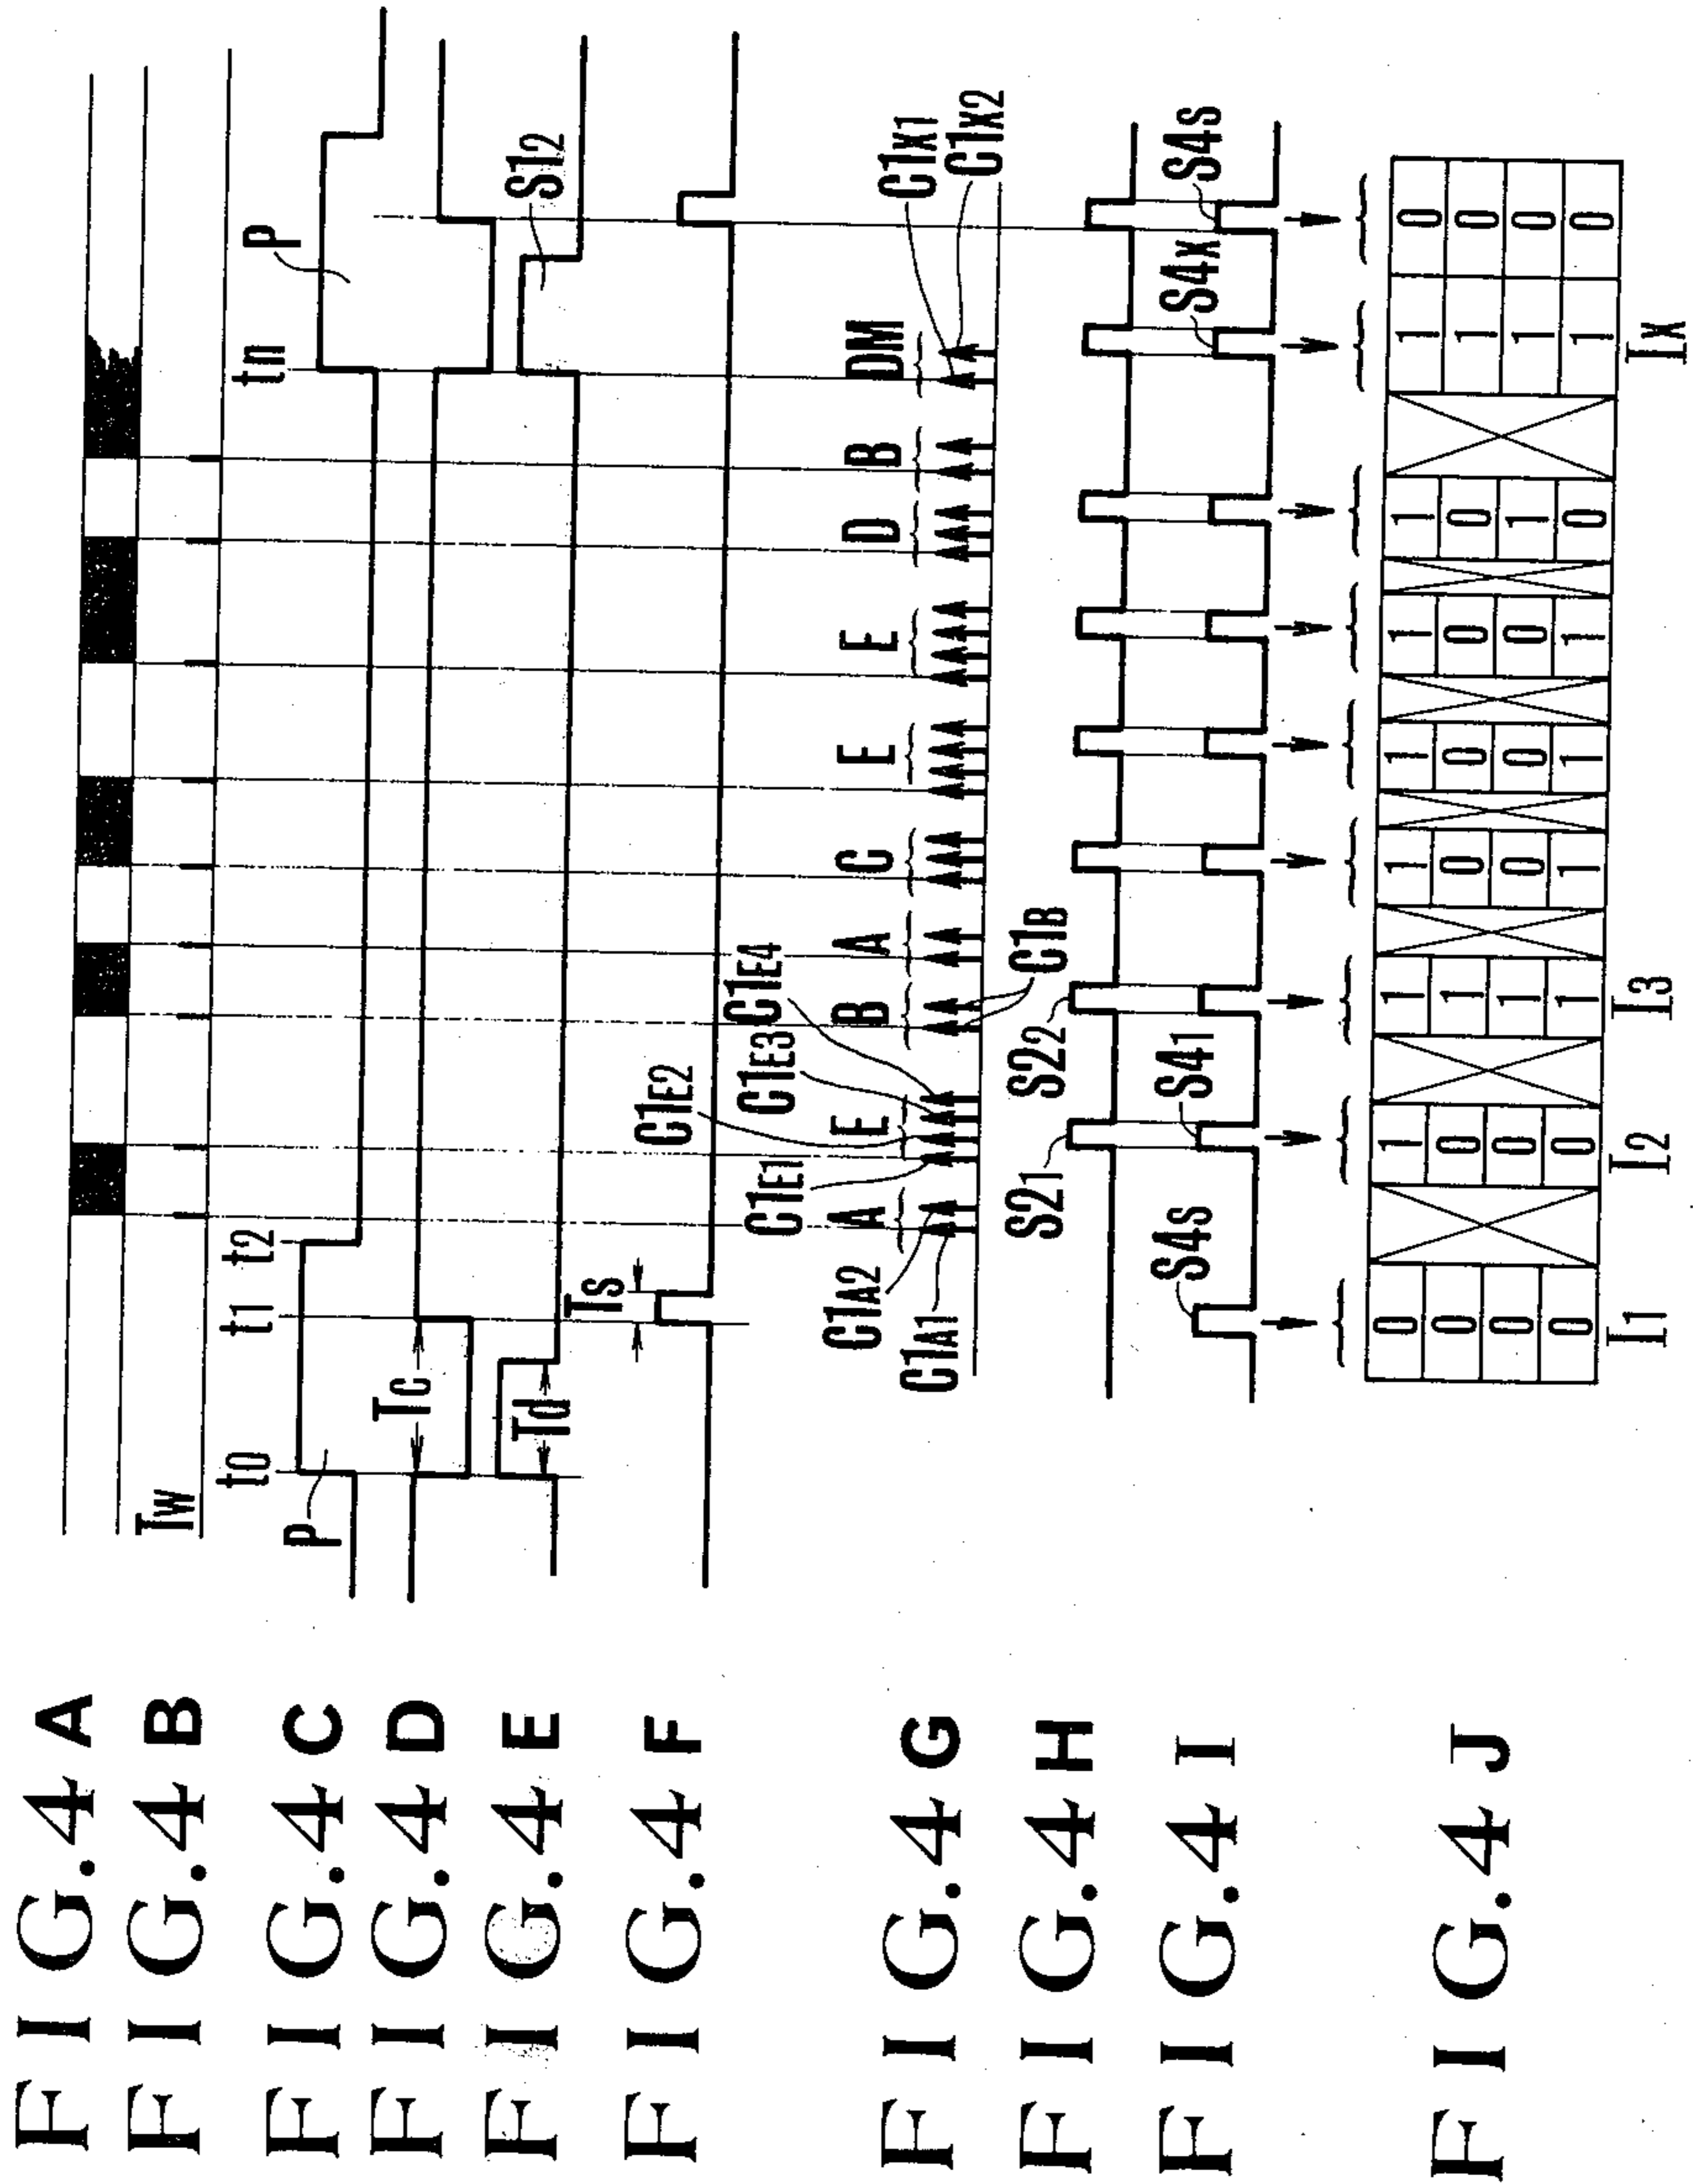 FIG.4A
FIG.4B
Iw
FIG.4C
P
t0
t1
t2
tn
P
FIG.4D
Tc
FIG.4E
Td
S12
FIG.4F
Ts
FIG.4G
C1A1
C1A2
A
C1E1
C1E2
E
C1E3
C1E4
B
C1B
A
C
E
E
D
B
DM
C1X1
C1X2
FIG.4H
S21
S22
FIG.4I
S4S
S41
S4X
S4S
FIG.4J
0 1 1 1 1 1 1 1 0
0 0 1 0 0 0 0 1 0
0 0 1 0 0 0 1 1 0
0 0 1 1 1 1 0 1 0
I1
I2
I3
Ix